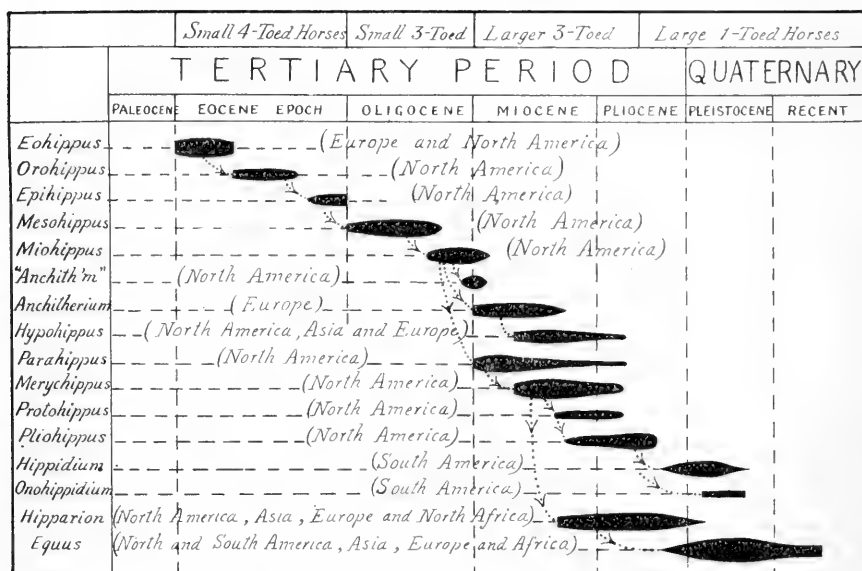 Small 4-Toed Horses Small 3-Toed Larger 3-Toed Large 1-Toed Horses
TERTIARY PERIOD QUATERNARY
PALEOCENE EOCENE EPOCH OLIGOCENE MIOCENE PLIOCENE PLEISTOCENE RECENT
Eohippus (Europe and North America)
Orohippus (North America)
Epihippus (North America)
Mesohippus (North America)
Miohippus (North America)
"Anchith'm" (North America)
Anchitherium (Europe)
Hypohippus (North America, Asia and Europe)
Parahippus (North America)
Merychippus (North America)
Protohippus (North America)
Pliohippus (North America)
Hippidium (South America)
Onohippidium (South America)
Hipparion (North America, Asia, Europe and North Africa)
Equus (North and South America, Asia, Europe and Africa)